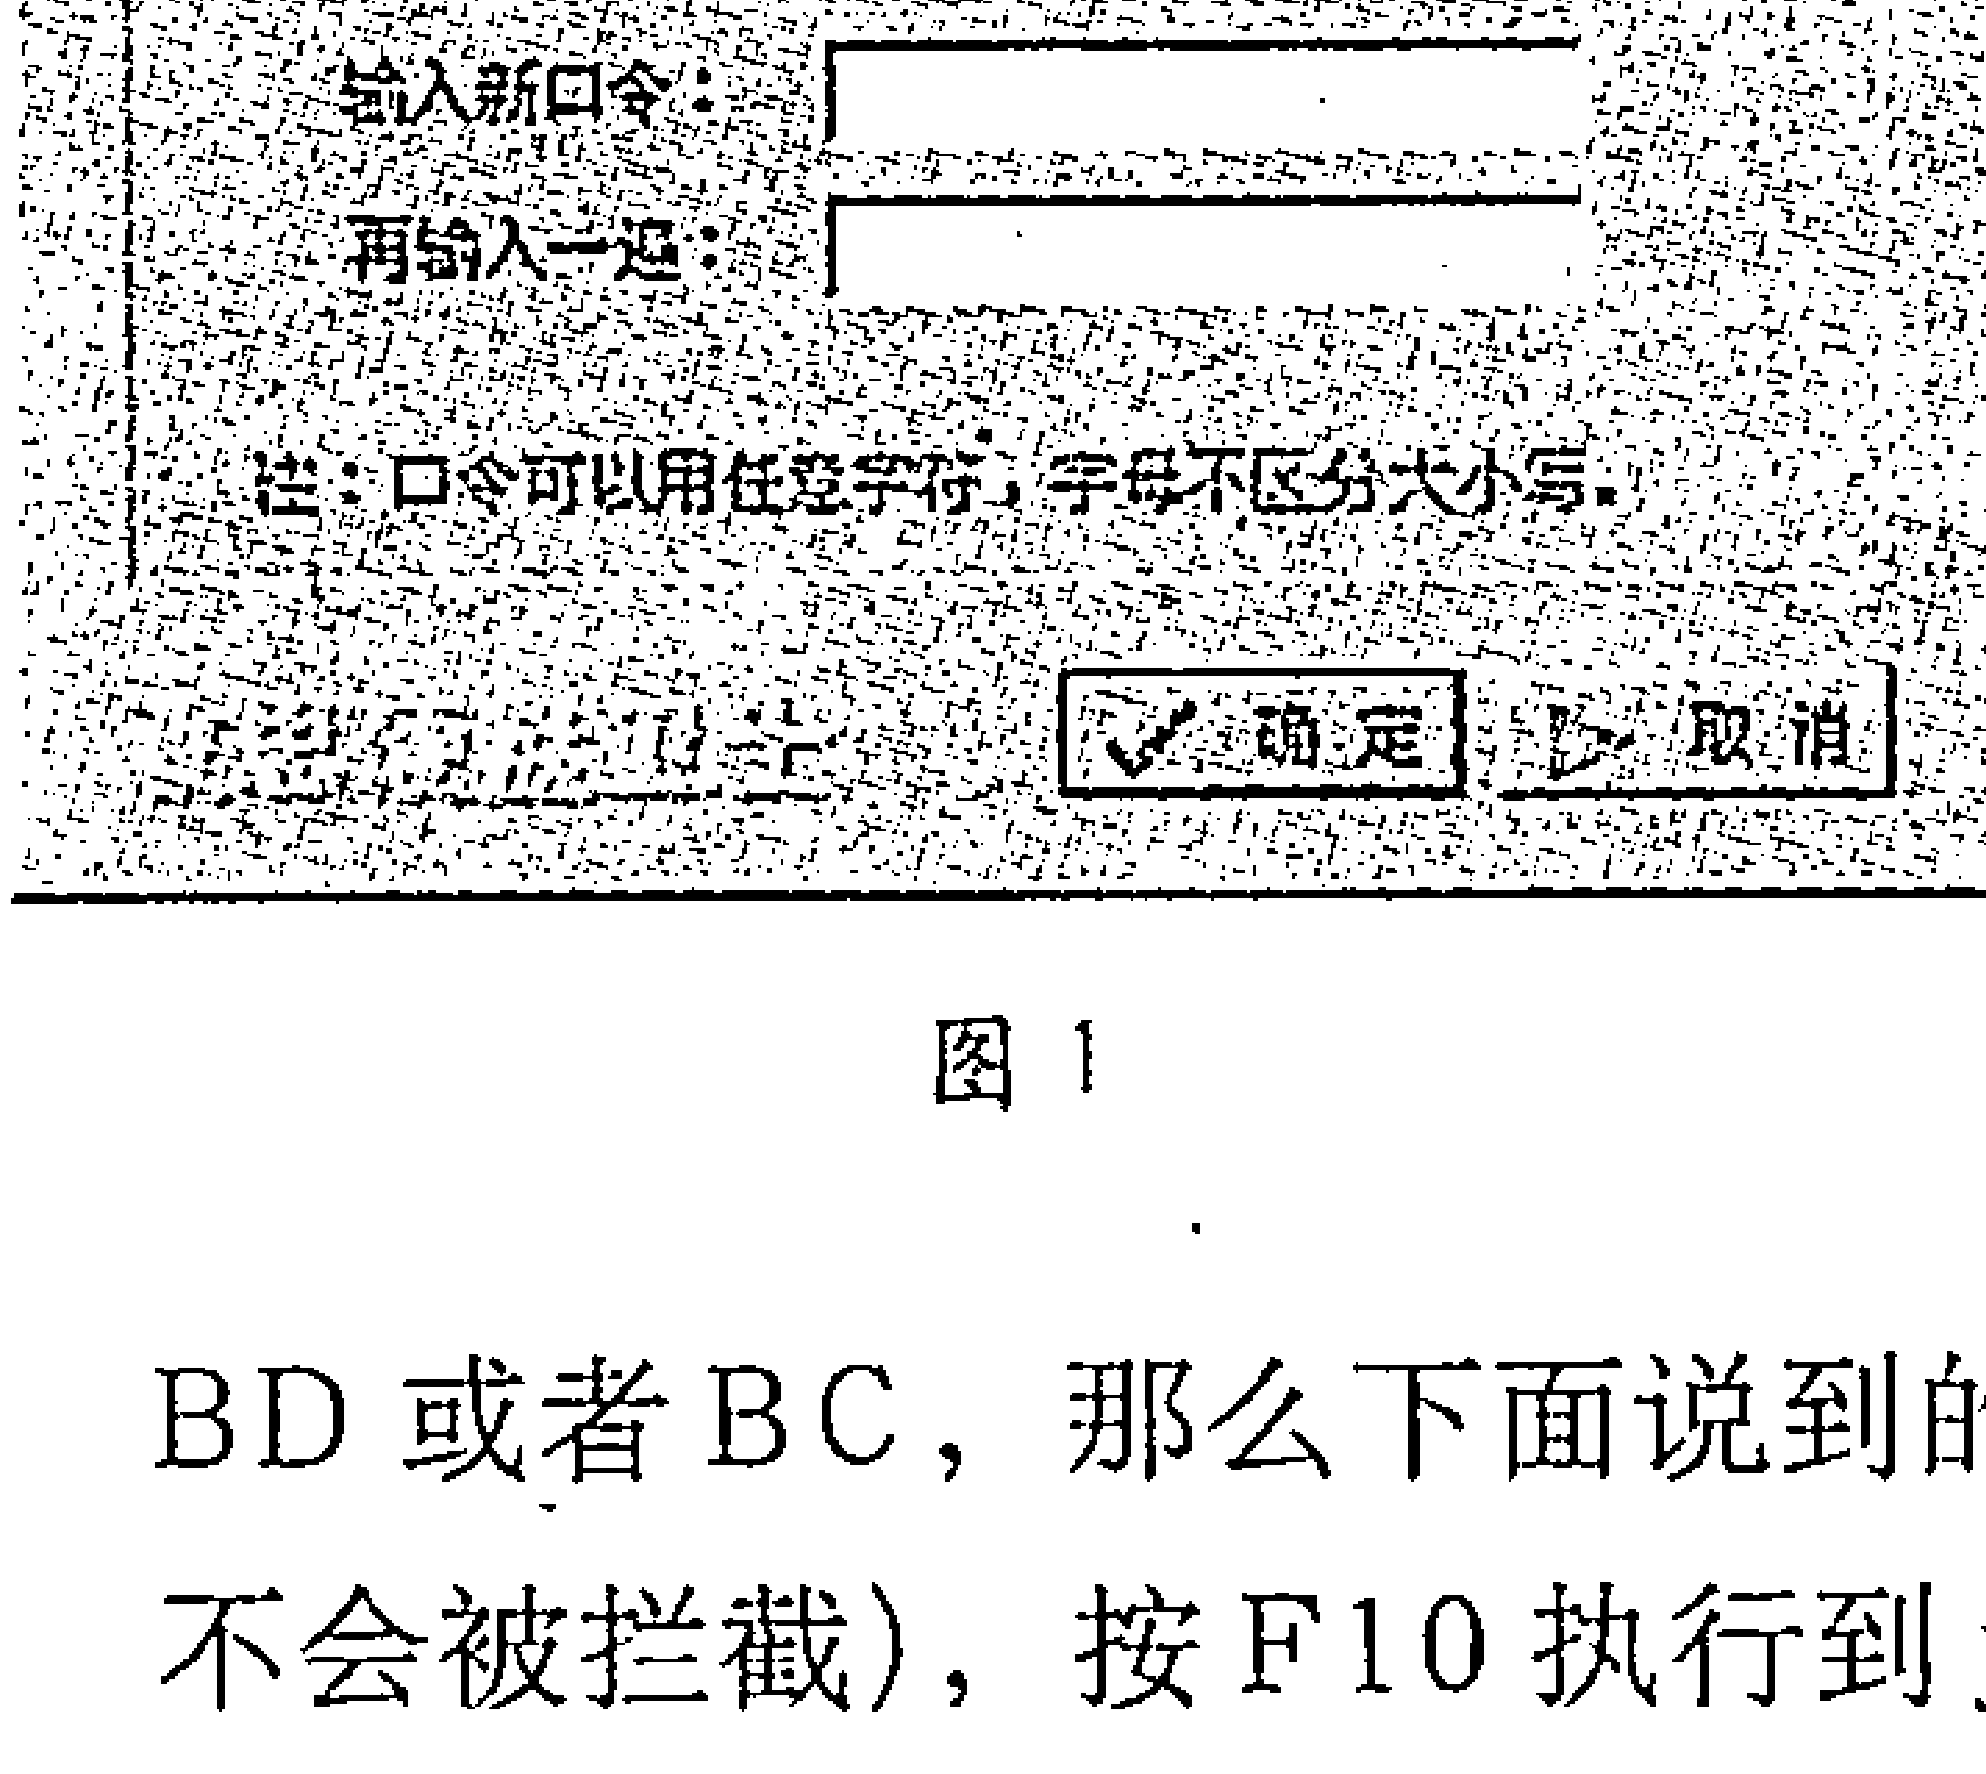 输入新口令：
再输入一遍：
注：口令可以用任意字符，字母不区分大小写.
确定 取消
图 1
BD 或者 BC，那么下面说到的
不会被拦截)，按 F10 执行到